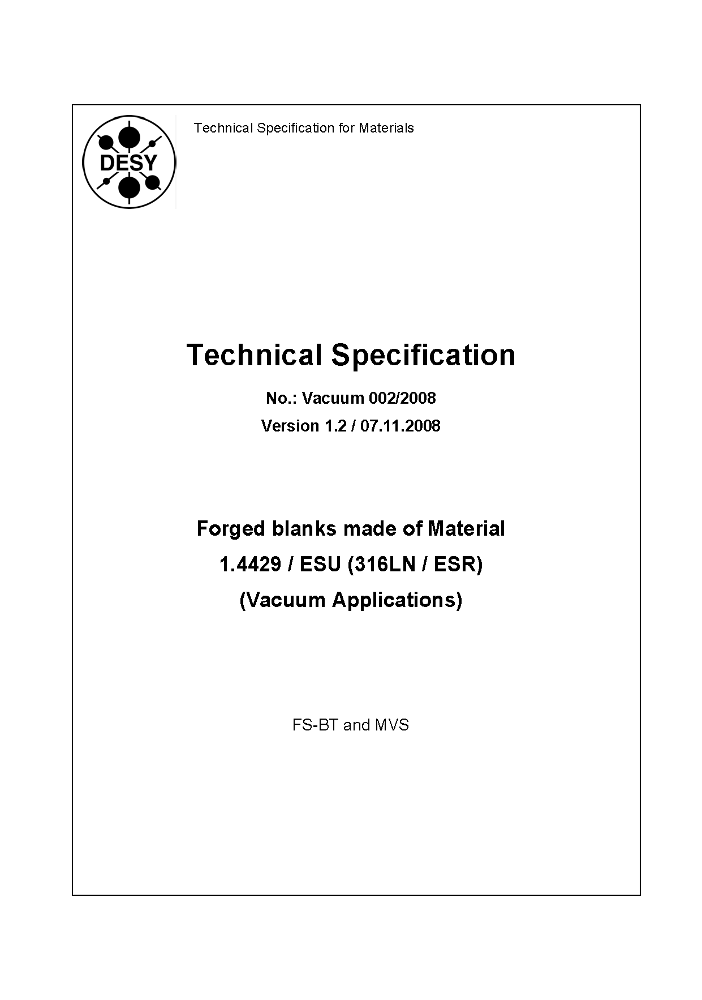 Technical Specification for Materials
DESY
Technical Specification
No.: Vacuum 002/2008
Version 1.2 / 07.11.2008
Forged blanks made of Material
1.4429 / ESU (316LN / ESR)
(Vacuum Applications)
FS-BT and MVS